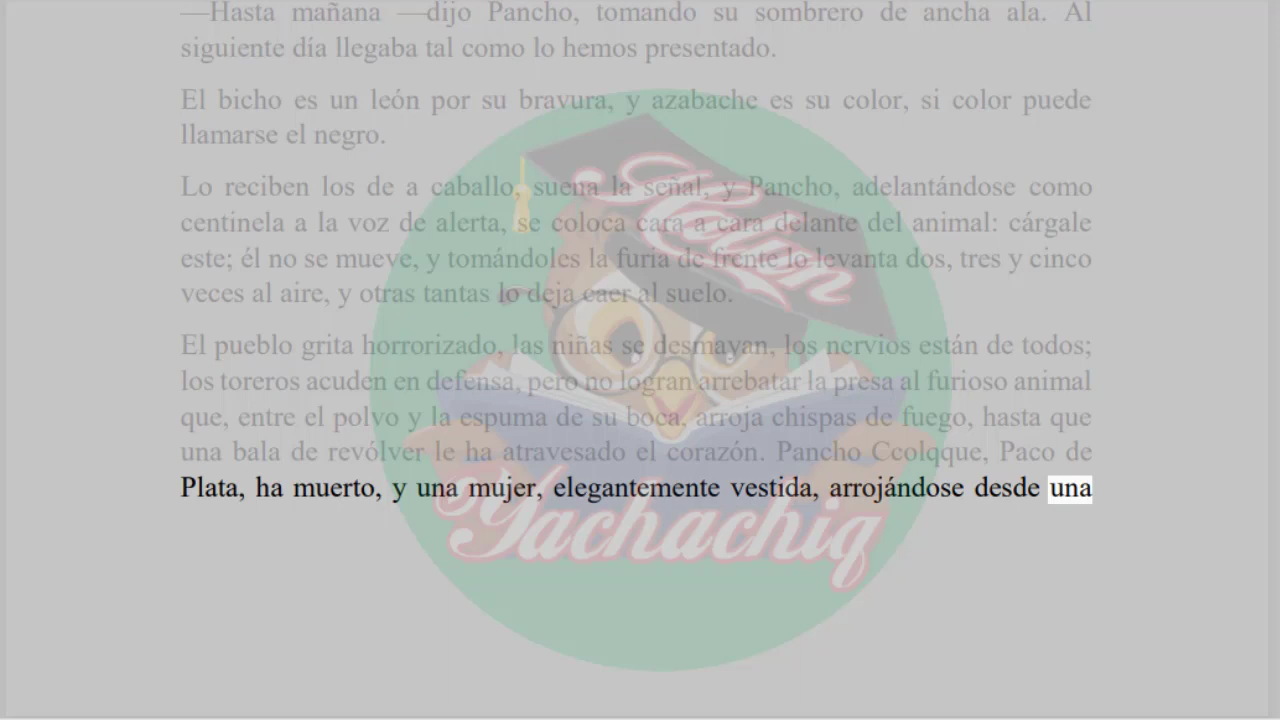 —Hasta mañana —dijo Pancho, tomando su sombrero de ancha ala. Al
siguiente día llegaba tal como lo hemos presentado.
El bicho es un león por su bravura, y azabache es su color, si color puede
llamarse el negro.
Lo reciben los de a caballo, suena la señal, y Pancho, adelantándose como
centinela a la voz de alerta, se coloca cara a cara delante del animal: cárgale
este; él no se mueve, y tomándoles la furia de frente lo levanta dos, tres y cinco
veces al aire, y otras tantas lo deja caer al suelo.
El pueblo grita horrorizado, las niñas se desmayan, los nervios están de todos;
los toreros acuden en defensa, pero no logran arrebatar la presa al furioso animal
que, entre el polvo y la espuma de su boca, arroja chispas de fuego, hasta que
una bala de revólver le ha atravesado el corazón. Pancho Ccolqque, Paco de
Plata, ha muerto, y una mujer, elegantemente vestida, arrojándose desde una
Yachachiq